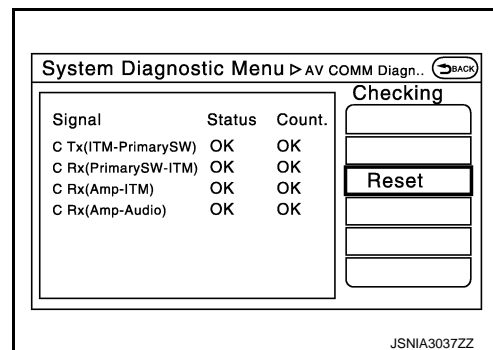 System Diagnostic Menu ▷ AV COMM Diagn.. BACK
Checking
Signal Status Count.
C Tx(ITM-PrimarySW) OK OK
C Rx(PrimarySW-ITM) OK OK
C Rx(Amp-ITM) OK OK
C Rx(Amp-Audio) OK OK
Reset
JSNIA3037ZZ